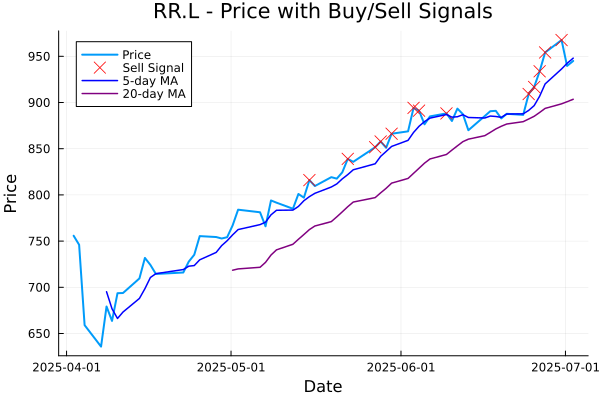 RR.L - Price with Buy/Sell Signals
Price
Sell Signal
5-day MA
20-day MA
950
900
850
800
750
700
650
Price
2025-04-01
2025-05-01
2025-06-01
2025-07-01
Date